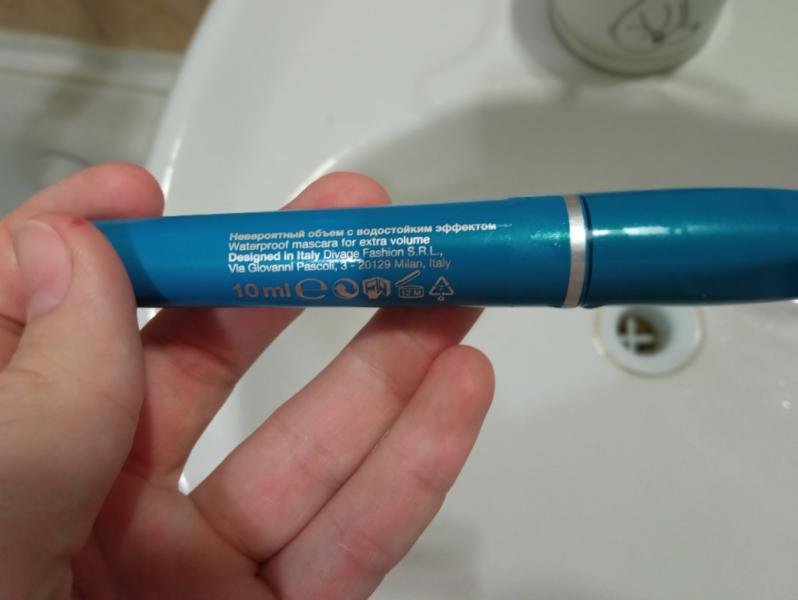 Невероятный объем с водостойким эффектом
Waterproof mascara for extra volume
Designed in Italy Divage Fashion S.R.L.,
Via Giovanni Pascoli, 3 - 20129 Milan, Italy
10 ml ℮ 12 M